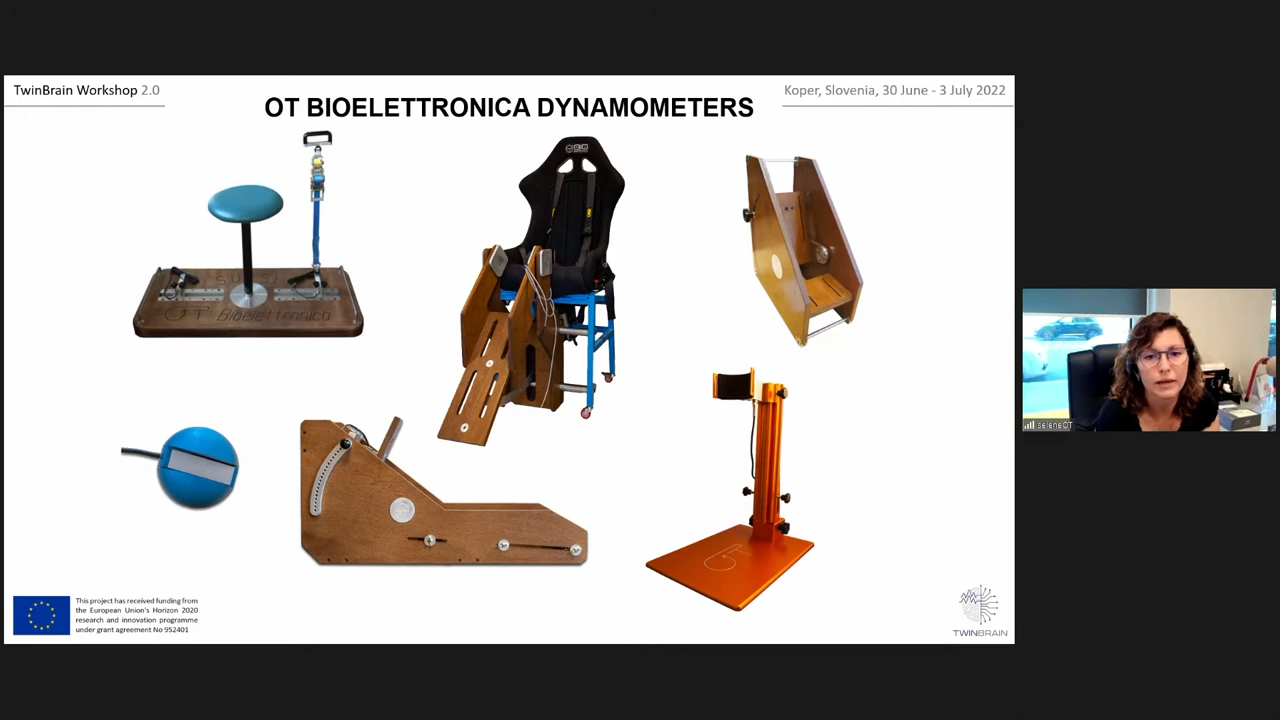 TwinBrain Workshop 2.0
Koper, Slovenia, 30 June - 3 July 2022
OT BIOELETTRONICA DYNAMOMETERS
OT Bioelettronica
This project has received funding from
the European Union's Horizon 2020
research and innovation programme
under grant agreement No 952401
TWINBRAIN
seleneOT